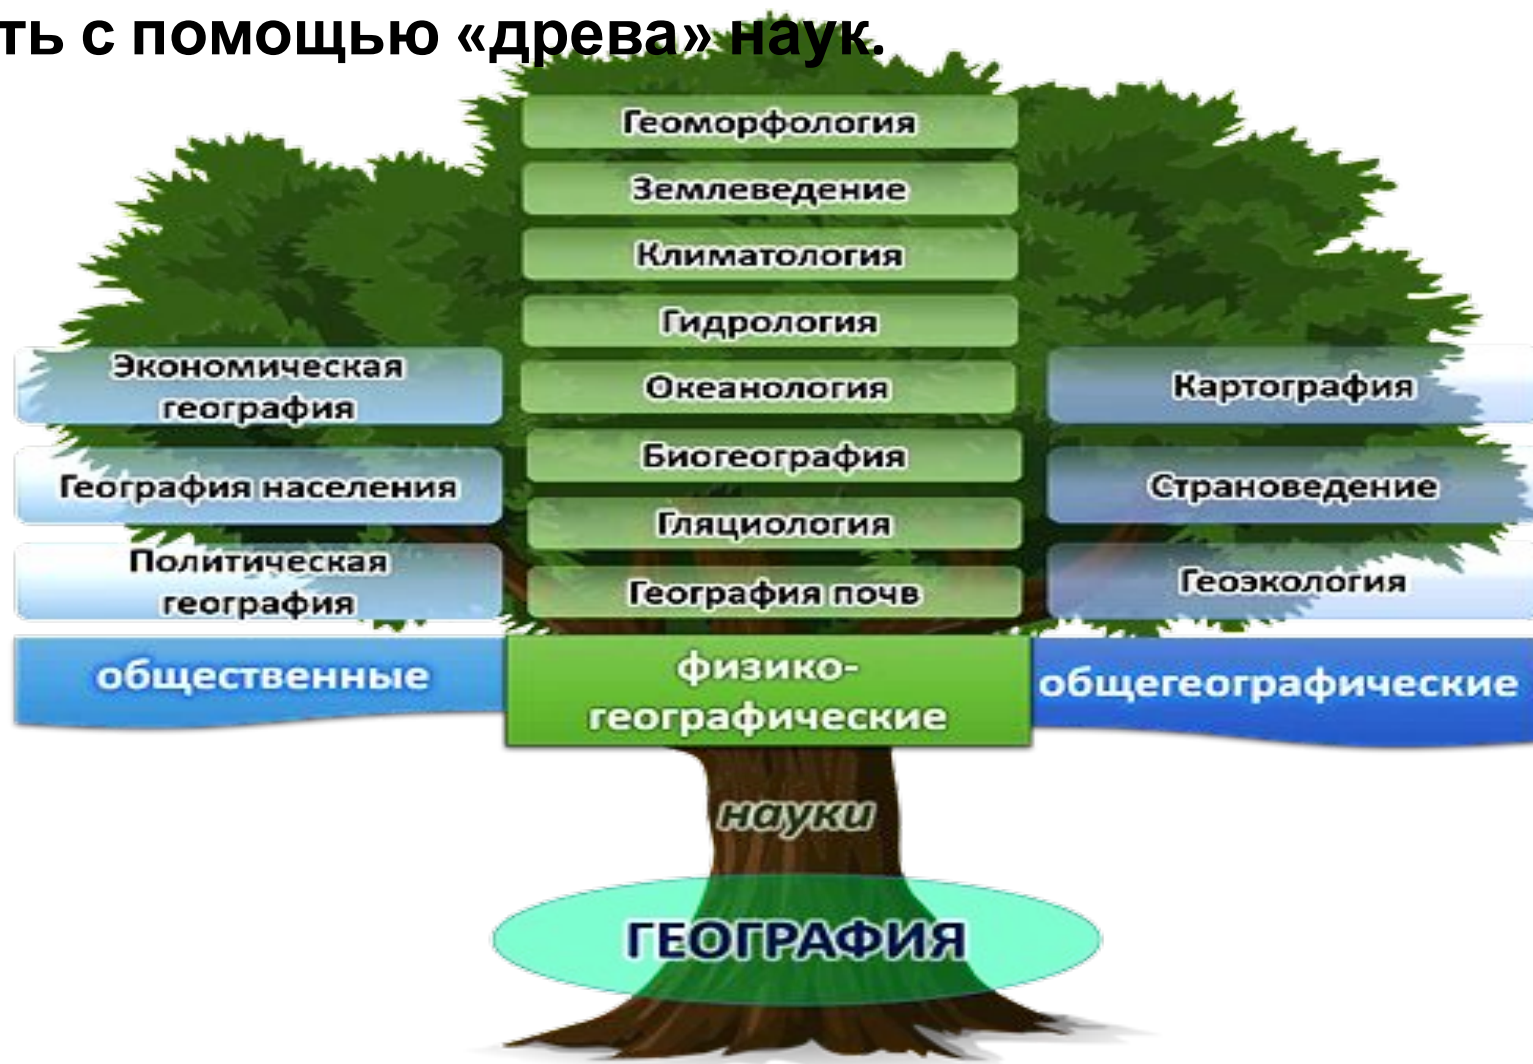 ть с помощью «древа» наук.
Геоморфология
Землеведение
Климатология
Гидрология
Океанология
Биогеография
Гляциология
География почв
Экономическая
география
География населения
Политическая
география
Картография
Страноведение
Геоэкология
общественные
физико-
географические
общегеографические
науки
ГЕОГРАФИЯ